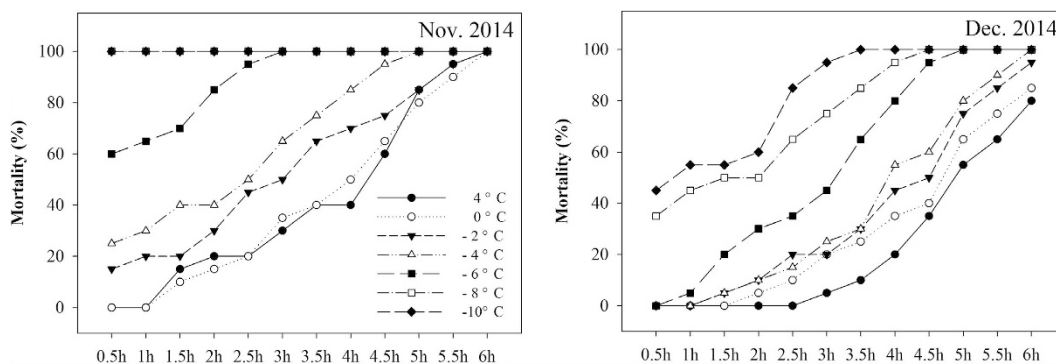 Nov. 2014
Mortality (%)
100
80
60
40
20
0
4° C
0° C
- 2° C
- 4° C
- 6° C
- 8° C
-10° C
0.5h 1h 1.5h 2h 2.5h 3h 3.5h 4h 4.5h 5h 5.5h 6h
Dec. 2014
Mortality (%)
100
80
60
40
20
0
0.5h 1h 1.5h 2h 2.5h 3h 3.5h 4h 4.5h 5h 5.5h 6h